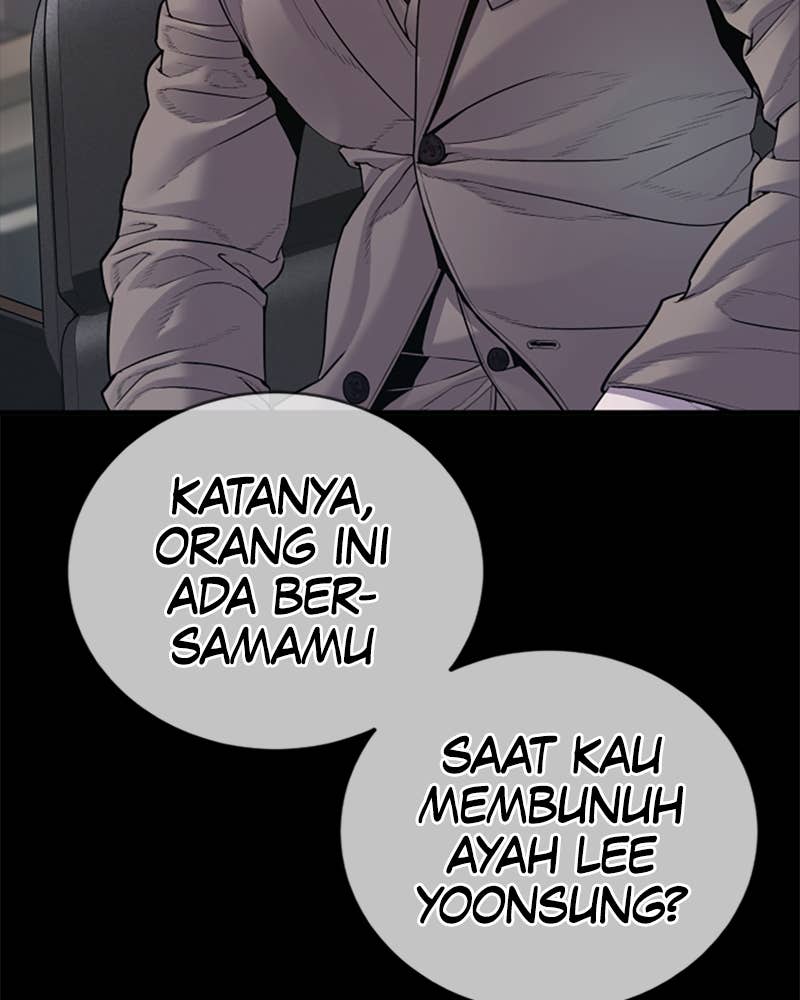 KATANYA,
ORANG INI
ADA BER-
SAMAMU
SAAT KAU
MEMBUNUH
AYAH LEE
YOONSUNG?